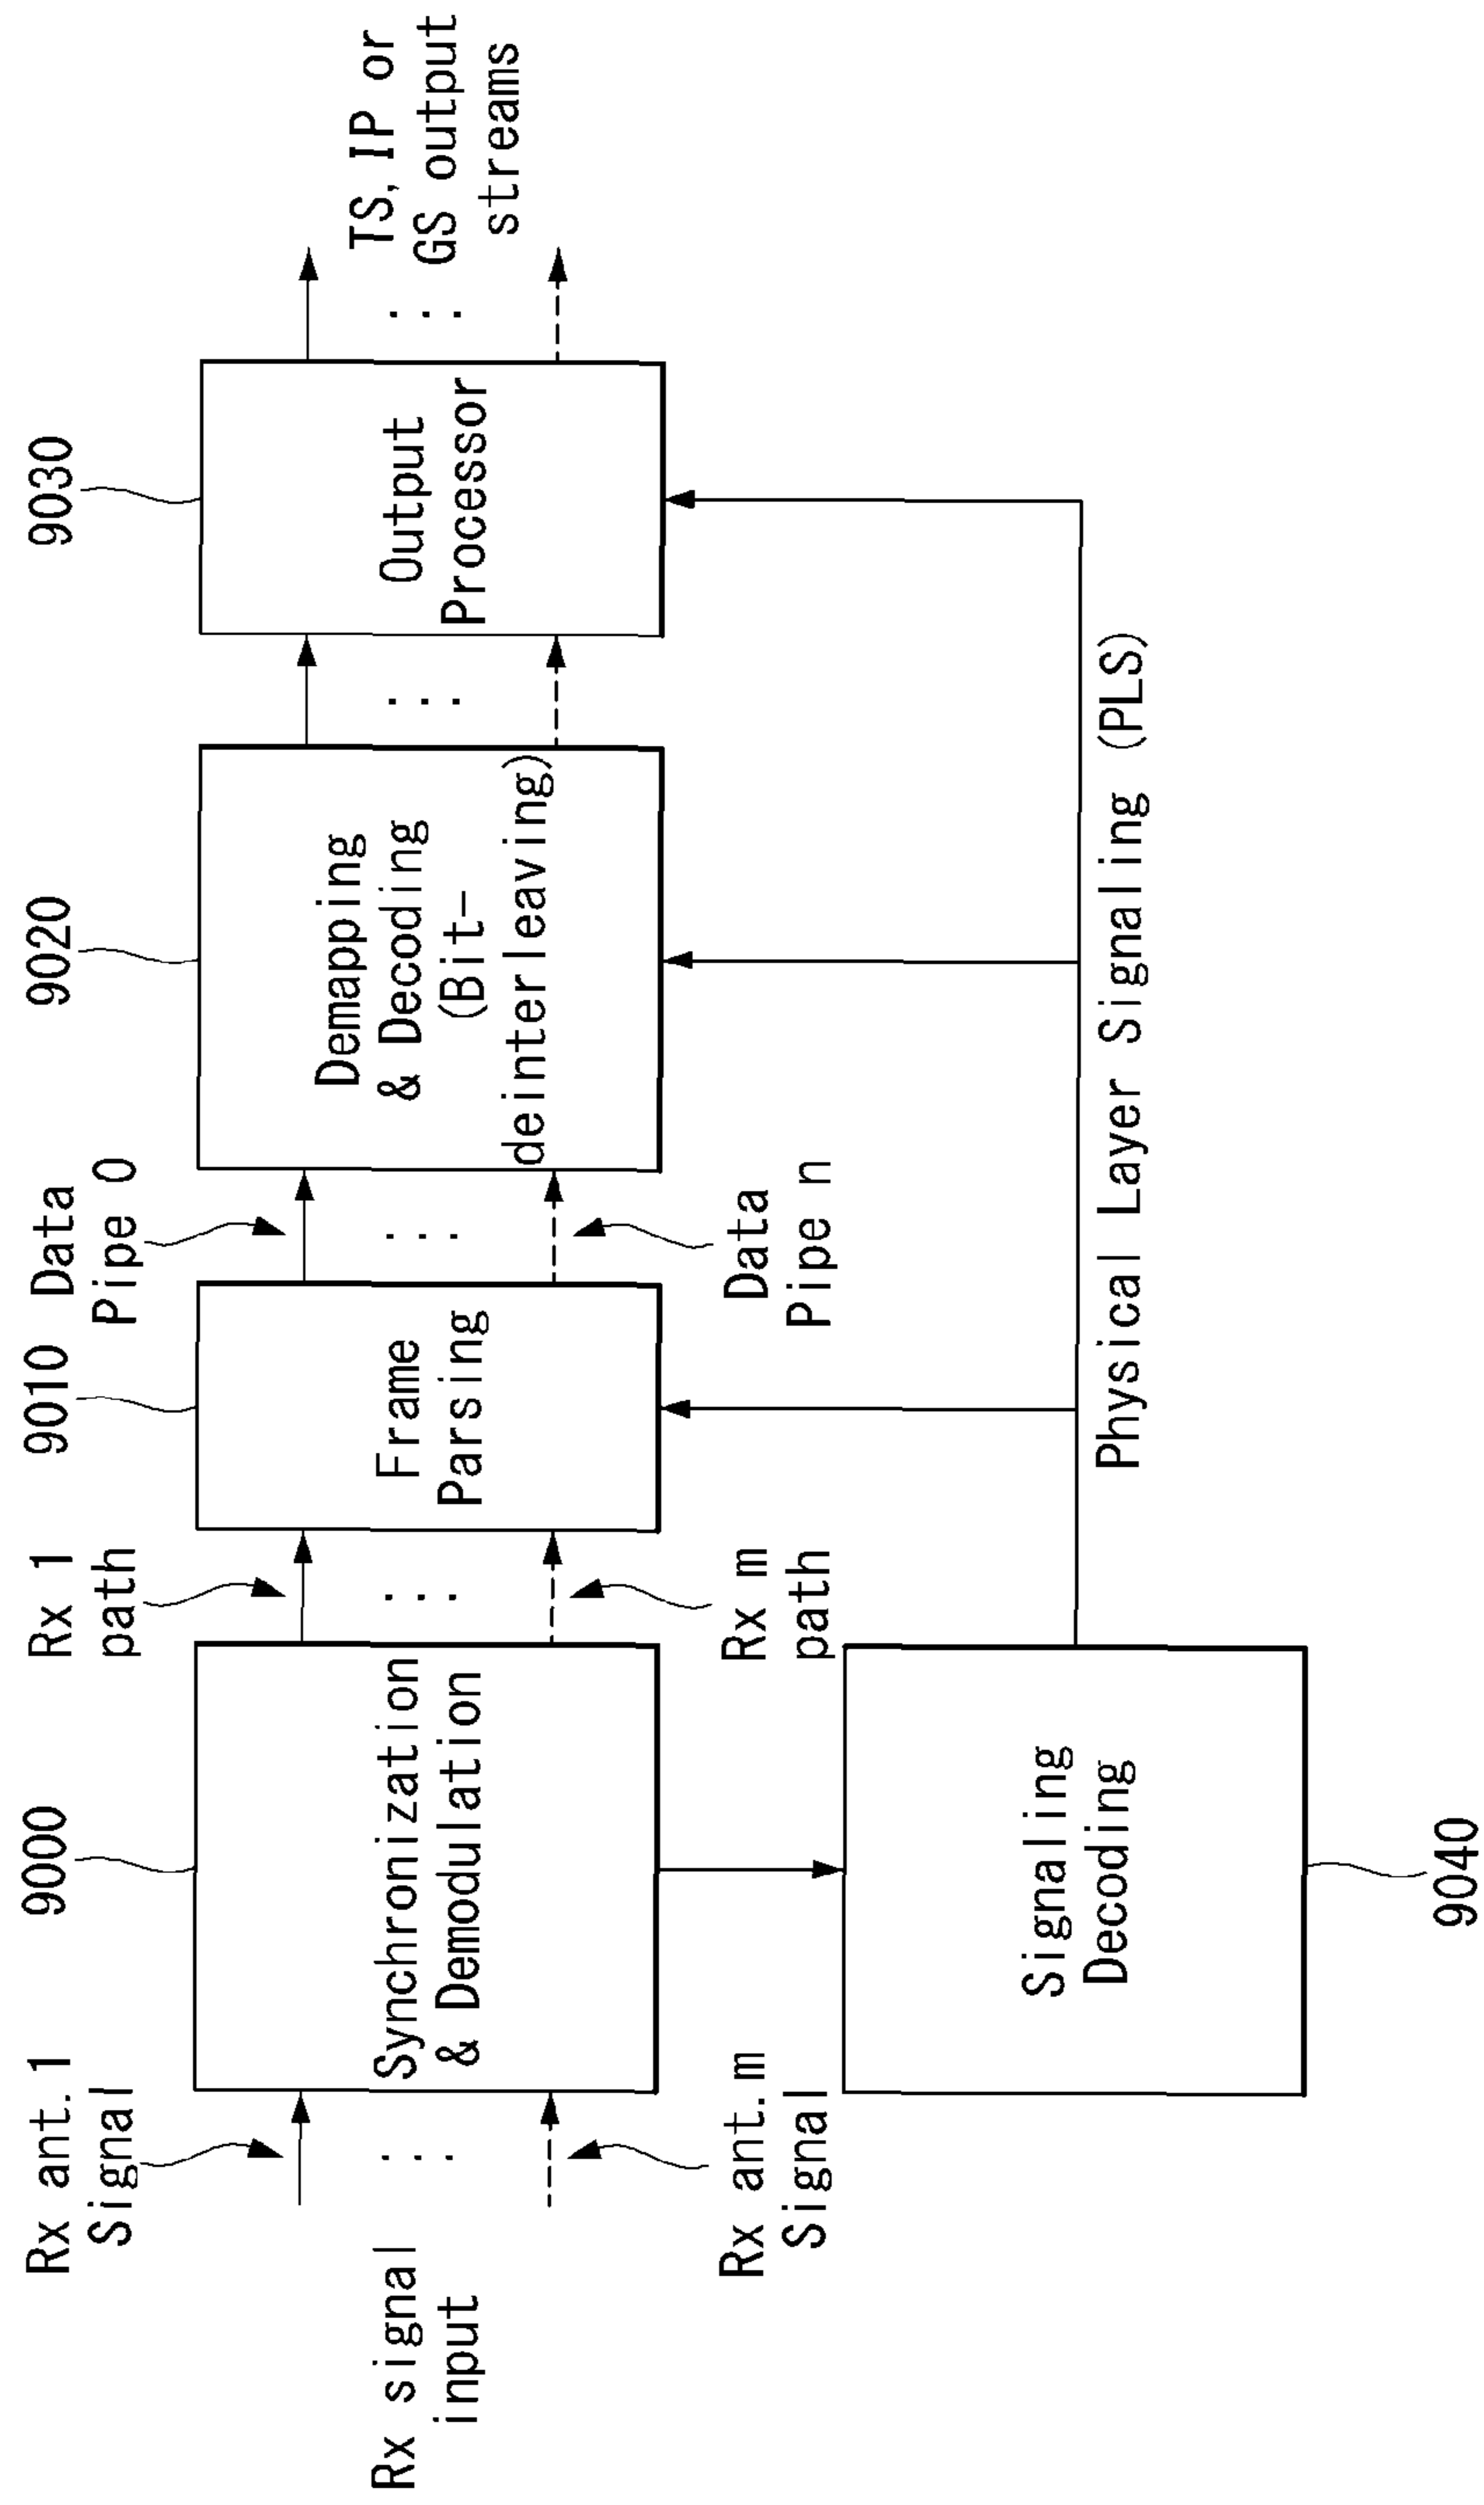 Rx signal
input
Rx ant.1
Signal
Rx ant.m
Signal
9000
Synchronization
& Demodulation
Rx 1
path
Rx m
path
9010
Frame
Parsing
Data
Pipe 0
Data
Pipe n
9020
Demapping
& Decoding
(Bit-
deinterleaving)
9030
Output
Processor
TS, IP or
GS output
streams
Signaling
Decoding
9040
Physical Layer Signaling (PLS)